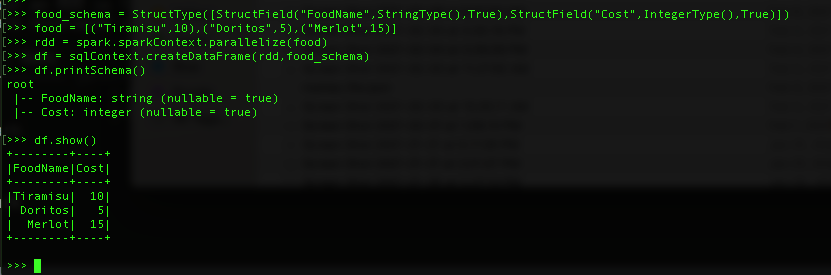 >>> food_schema = StructType([StructField("FoodName",StringType(),True),StructField("Cost",IntegerType(),True)])
[>>> food = [("Tiramisu",10),("Doritos",5),("Merlot",15)]
[>>> rdd = spark.sparkContext.parallelize(food)
[>>> df = sqlContext.createDataFrame(rdd,food_schema)
[>>> df.printSchema()
root
 |-- FoodName: string (nullable = true)
 |-- Cost: integer (nullable = true)

[>>> df.show()
+--------+----+
|FoodName|Cost|
+--------+----+
|Tiramisu|  10|
| Doritos|   5|
|  Merlot|  15|
+--------+----+

>>>